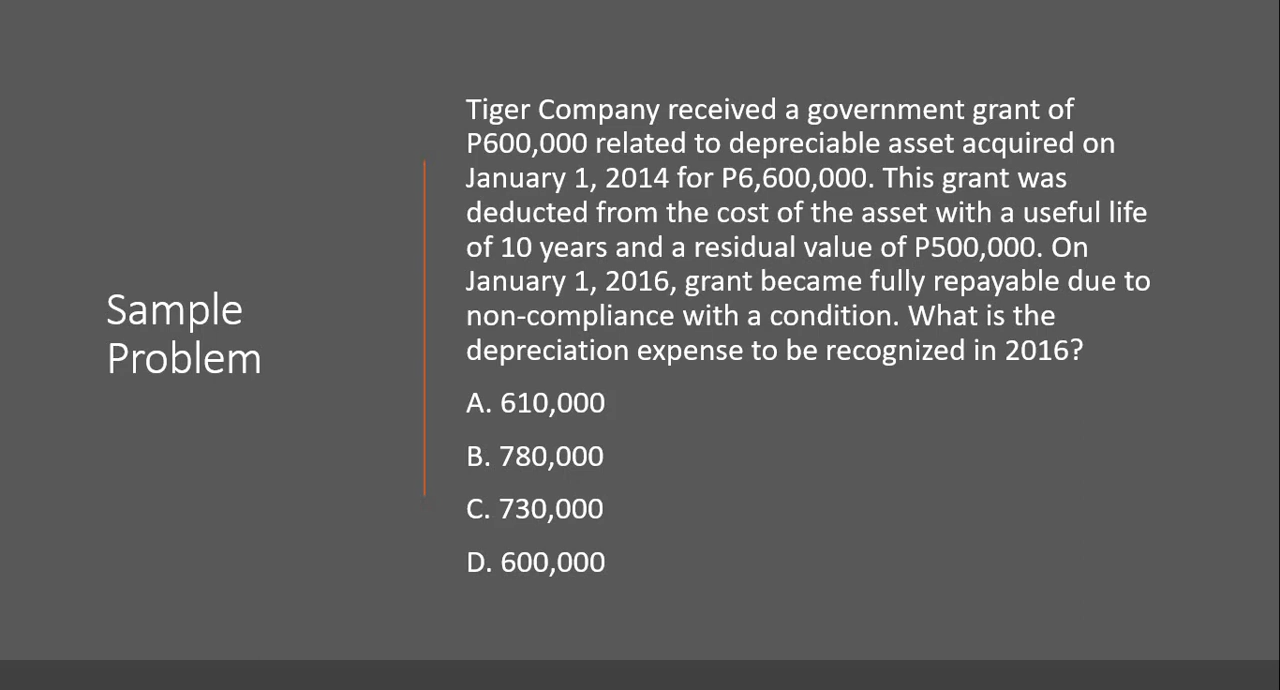 Sample
Problem
Tiger Company received a government grant of
P600,000 related to depreciable asset acquired on
January 1, 2014 for P6,600,000. This grant was
deducted from the cost of the asset with a useful life
of 10 years and a residual value of P500,000. On
January 1, 2016, grant became fully repayable due to
non-compliance with a condition. What is the
depreciation expense to be recognized in 2016?
A. 610,000
B. 780,000
C. 730,000
D. 600,000